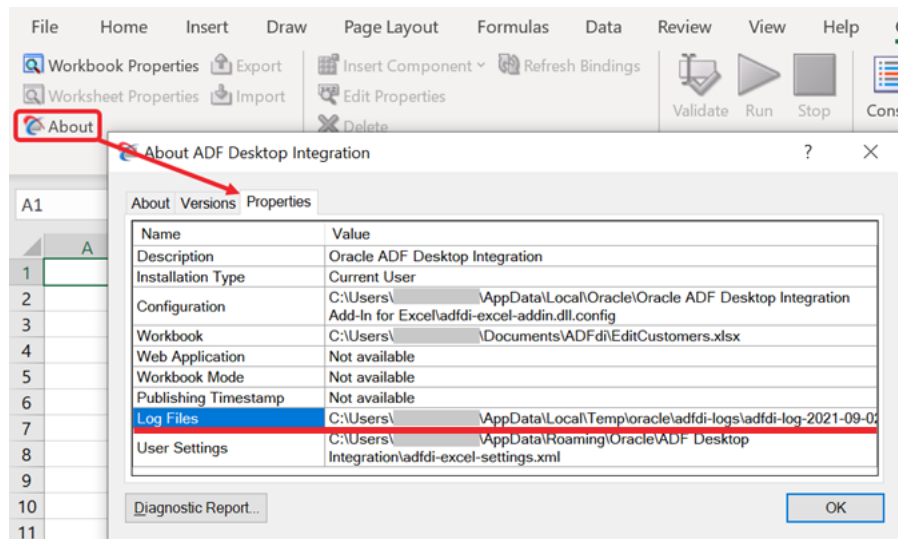 File Home Insert Draw Page Layout Formulas Data Review View Help
Workbook Properties Export Insert Component Refresh Bindings
Worksheet Properties Import Edit Properties Validate Run Stop Cons
About Delete
About ADF Desktop Integration ?
A1
About Versions Properties
A
Name Value
Description Oracle ADF Desktop Integration
1
Installation Type Current User
2
Configuration C:\Users\ \AppData\Local\Oracle\Oracle ADF Desktop Integration
Add-In for Excel\adfdi-excel-addin.dll.config
3
Workbook C:\Users\ \Documents\ADFdi\EditCustomers.xlsx
4
Web Application Not available
5
Workbook Mode Not available
6
Publishing Timestamp Not available
Log Files C:\Users\ \AppData\Local\Temp\oracle\adfdi-logs\adfdi-log-2021-09-02
7
User Settings C:\Users\ \AppData\Roaming\Oracle\ADF Desktop
Integration\adfdi-excel-settings.xml
8
9
10
Diagnostic Report... OK
11